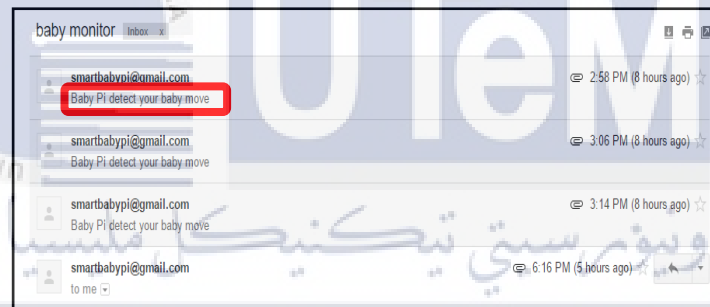 UTeM
baby monitor Inbox x
smartbabypi@gmail.com 2:58 PM (8 hours ago)
Baby Pi detect your baby move
smartbabypi@gmail.com 3:06 PM (8 hours ago)
Baby Pi detect your baby move
smartbabypi@gmail.com 3:14 PM (8 hours ago)
Baby Pi detect your baby move
smartbabypi@gmail.com 6:16 PM (5 hours ago)
to me